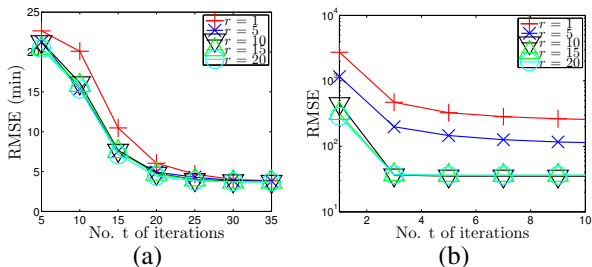 25
20
15
10
5
0
RMSE (min)
5 10 15 20 25 30 35
No. t of iterations
r = 1
r = 5
r = 10
r = 15
r = 20
(a)
10^4
10^3
10^2
10^1
RMSE
2 4 6 8 10
No. t of iterations
r = 1
r = 5
r = 10
r = 15
r = 20
(b)